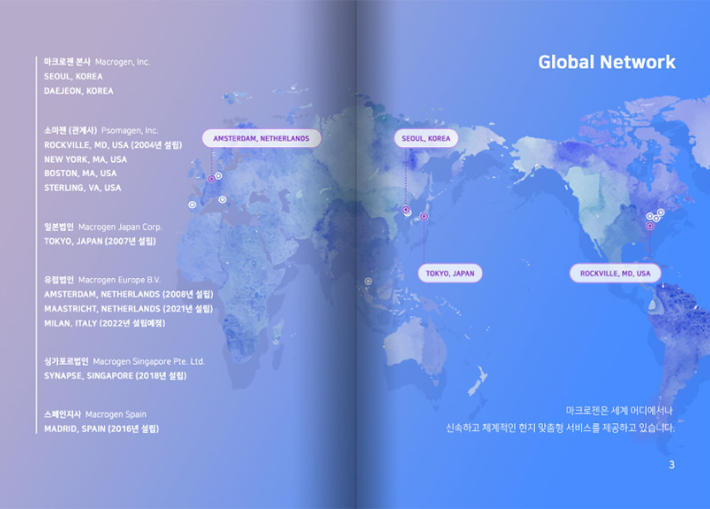 마크로젠 본사 Macrogen, Inc.
SEOUL, KOREA
DAEJEON, KOREA
소마젠 (관계사) Psomagen, Inc.
ROCKVILLE, MD, USA (2004년 설립)
NEW YORK, MA, USA
BOSTON, MA, USA
STERLING, VA, USA
일본법인 Macrogen Japan Corp.
TOKYO, JAPAN (2007년 설립)
유럽법인 Macrogen Europe B.V.
AMSTERDAM, NETHERLANDS (2008년 설립)
MAASTRICHT, NETHERLANDS (2021년 설립)
MILAN, ITALY (2022년 설립예정)
싱가포르법인 Macrogen Singapore Pte. Ltd.
SYNAPSE, SINGAPORE (2018년 설립)
스페인지사 Macrogen Spain
MADRID, SPAIN (2016년 설립)
Global Network
AMSTERDAM, NETHERLANDS
SEOUL, KOREA
TOKYO, JAPAN
ROCKVILLE, MD, USA
마크로젠은 세계 어디에서나
신속하고 체계적인 현지 맞춤형 서비스를 제공하고 있습니다.
3